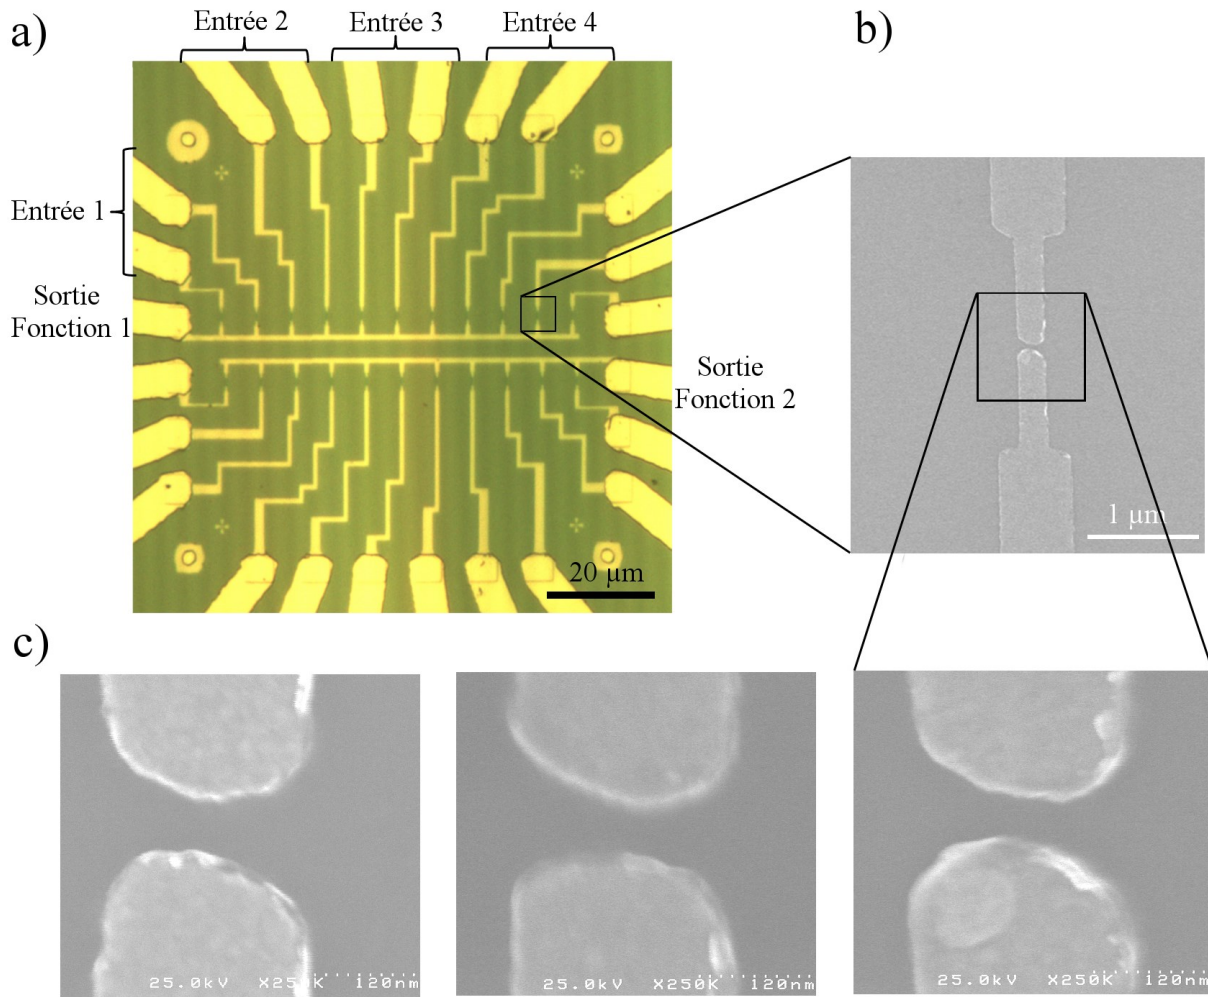 a)
Entrée 2
Entrée 3
Entrée 4
b)
Entrée 1
Sortie
Fonction 1
Sortie
Fonction 2
20 µm
1 µm
c)
25.0kV X250K 120nm
25.0kV X250K 120nm
25.0kV X250K 120nm